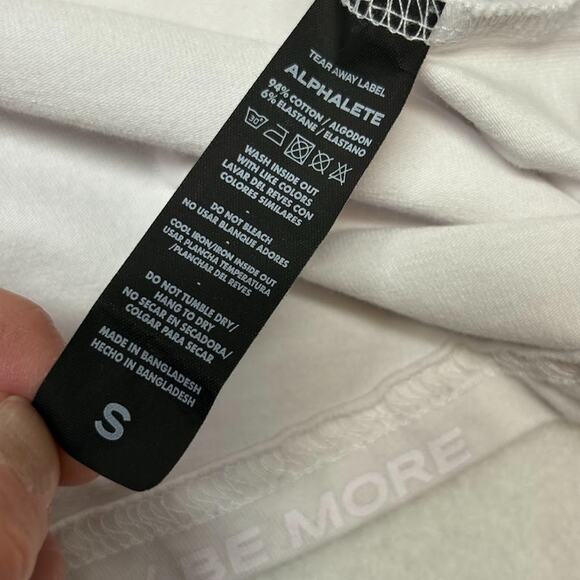 TEAR AWAY LABEL
ALPHALETE
94% COTTON / ALGODON
6% ELASTANE / ELASTANO
30
WASH INSIDE OUT
WITH LIKE COLORS
LAVAR DEL REVES CON
COLORES SIMILARES
DO NOT BLEACH
NO USAR BLANQUE ADORES
COOL IRON/IRON INSIDE OUT
USAR PLANCHA TEMPERATURA
/PLANCHAR DEL REVES
DO NOT TUMBLE DRY/
HANG TO DRY
NO SECAR EN SECADORA/
COLGAR PARA SECAR
MADE IN BANGLADESH
HECHO EN BANGLADESH
S
/ BE MORE